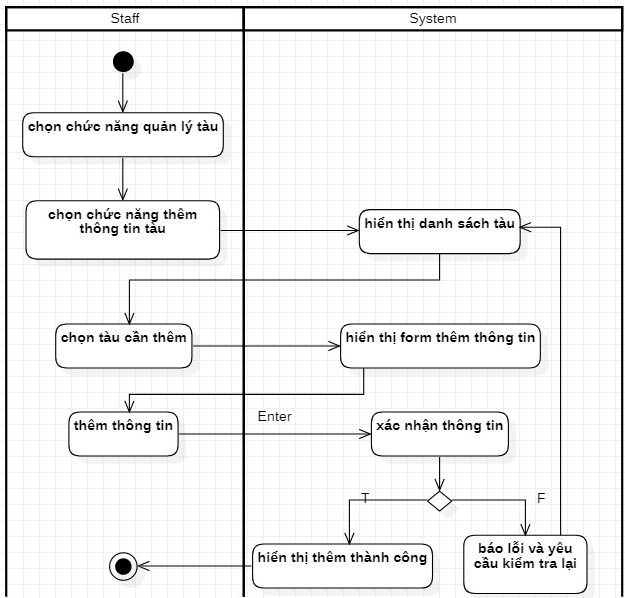 Staff
System
chọn chức năng quản lý tàu
chọn chức năng thêm
thông tin tàu
hiển thị danh sách tàu
chọn tàu cần thêm
hiển thị form thêm thông tin
thêm thông tin
Enter
xác nhận thông tin
T
F
hiển thị thêm thành công
báo lỗi và yêu
cầu kiểm tra lại